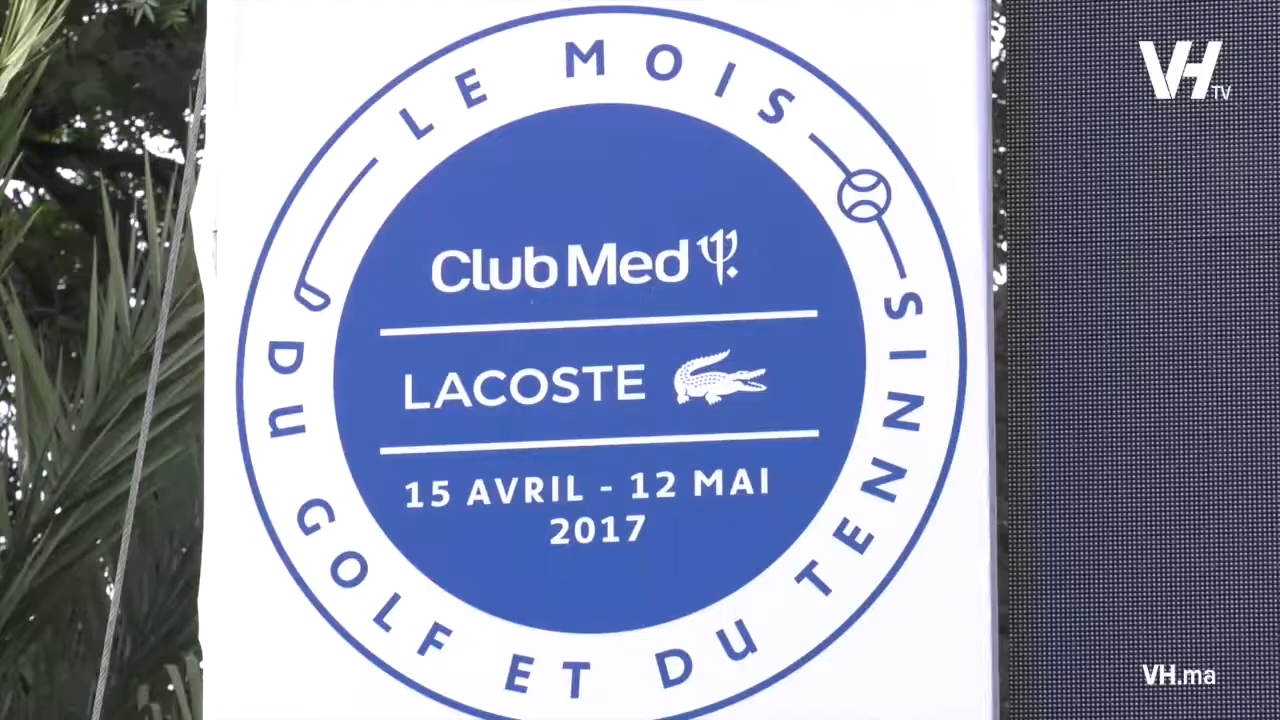 LE MOIS
DU GOLF ET DU TENNIS
Club Med
LACOSTE
15 AVRIL - 12 MAI
2017
VH TV
VH.ma